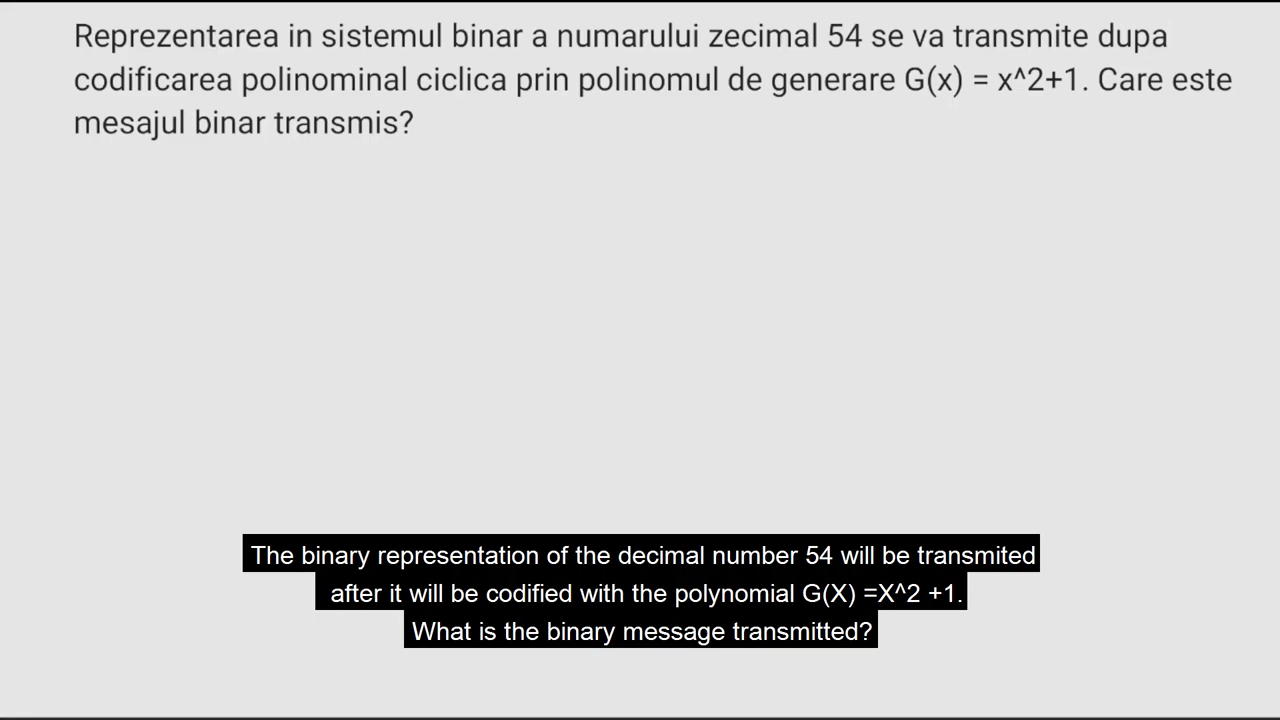 Reprezentarea in sistemul binar a numarului zecimal 54 se va transmite dupa
codificarea polinominal ciclica prin polinomul de generare G(x) = x^2+1. Care este
mesajul binar transmis?
The binary representation of the decimal number 54 will be transmited
after it will be codified with the polynomial G(X) =X^2 +1.
What is the binary message transmitted?